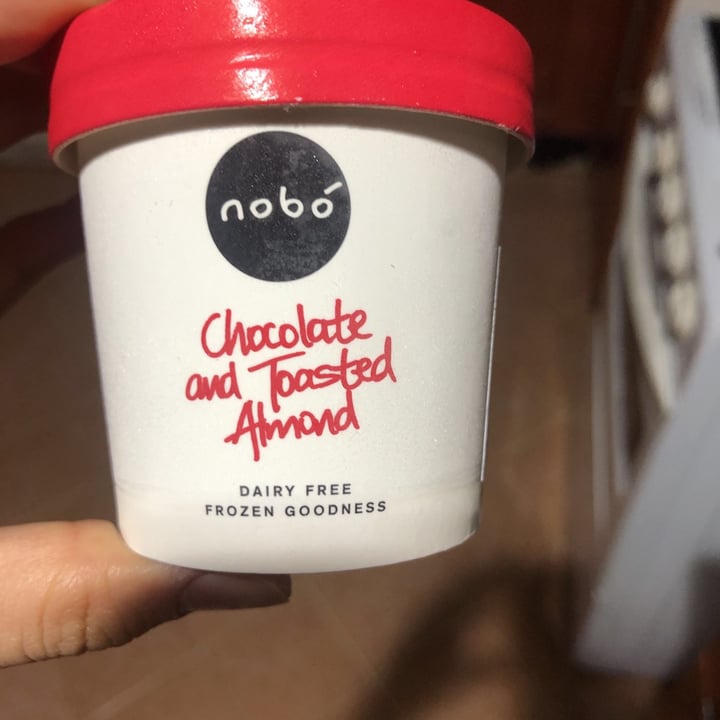 nobó
Chocolate
and Toasted
Almond
DAIRY FREE
FROZEN GOODNESS